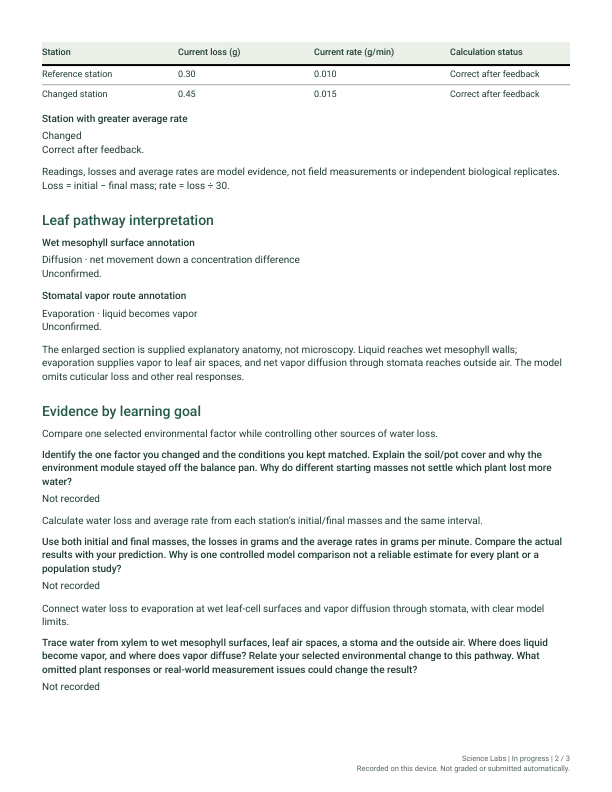 Station Current loss (g) Current rate (g/min) Calculation status
Reference station 0.30 0.010 Correct after feedback
Changed station 0.45 0.015 Correct after feedback
Station with greater average rate
Changed
Correct after feedback.
Readings, losses and average rates are model evidence, not field measurements or independent biological replicates.
Loss = initial − final mass; rate = loss ÷ 30.
Leaf pathway interpretation
Wet mesophyll surface annotation
Diffusion · net movement down a concentration difference
Unconfirmed.
Stomatal vapor route annotation
Evaporation · liquid becomes vapor
Unconfirmed.
The enlarged section is supplied explanatory anatomy, not microscopy. Liquid reaches wet mesophyll walls;
evaporation supplies vapor to leaf air spaces, and net vapor diffusion through stomata reaches outside air. The model
omits cuticular loss and other real responses.
Evidence by learning goal
Compare one selected environmental factor while controlling other sources of water loss.
Identify the one factor you changed and the conditions you kept matched. Explain the soil/pot cover and why the
environment module stayed off the balance pan. Why do different starting masses not settle which plant lost more
water?
Not recorded
Calculate water loss and average rate from each station's initial/final masses and the same interval.
Use both initial and final masses, the losses in grams and the average rates in grams per minute. Compare the actual
results with your prediction. Why is one controlled model comparison not a reliable estimate for every plant or a
population study?
Not recorded
Connect water loss to evaporation at wet leaf-cell surfaces and vapor diffusion through stomata, with clear model
limits.
Trace water from xylem to wet mesophyll surfaces, leaf air spaces, a stoma and the outside air. Where does liquid
become vapor, and where does vapor diffuse? Relate your selected environmental change to this pathway. What
omitted plant responses or real-world measurement issues could change the result?
Not recorded
Science Labs | In progress | 2 / 3
Recorded on this device. Not graded or submitted automatically.